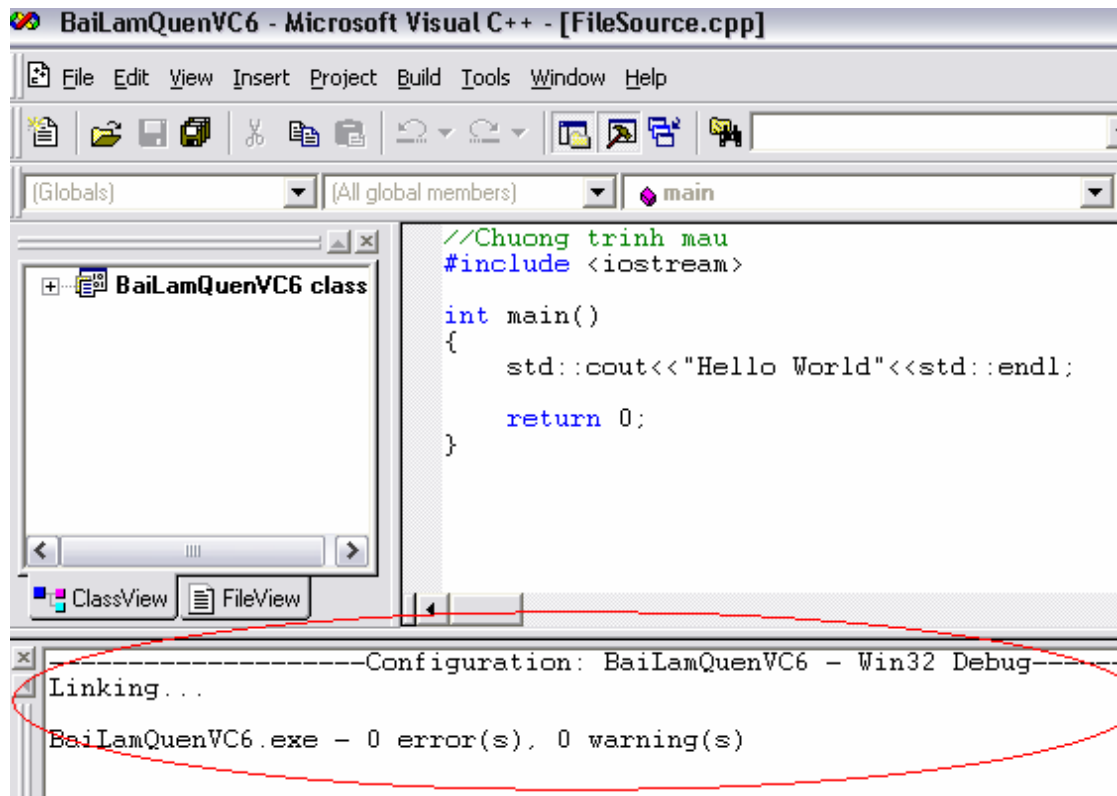 BaiLamQuenVC6 - Microsoft Visual C++ - [FileSource.cpp]
File Edit View Insert Project Build Tools Window Help
(Globals) (All global members) main
BaiLamQuenVC6 class
//Chuong trinh mau
#include <iostream>
int main()
{
std::cout<<"Hello World"<<std::endl;
return 0;
}
ClassView FileView
--------------------Configuration: BaiLamQuenVC6 - Win32 Debug------
Linking...
BaiLamQuenVC6.exe - 0 error(s), 0 warning(s)